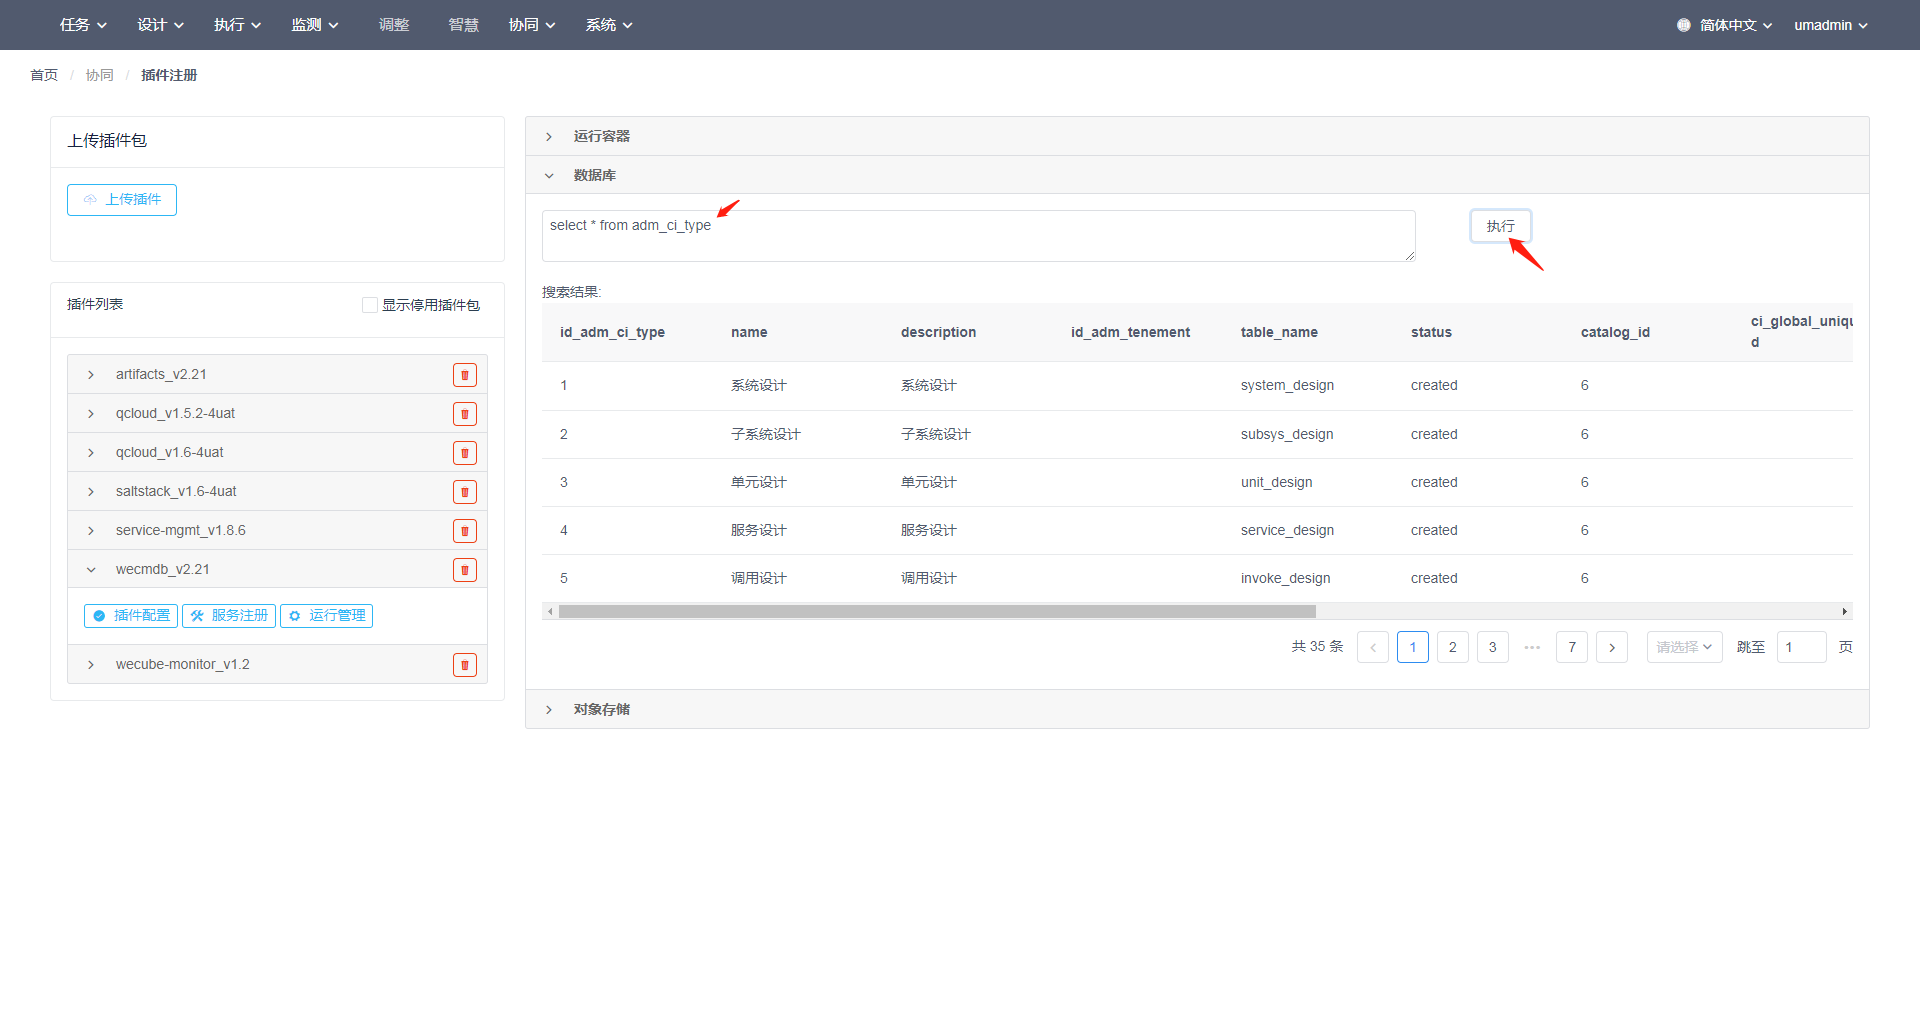 任务 设计 执行 监测 调整 智慧 协同 系统 简体中文 umadmin
首页 / 协同 / 插件注册
上传插件包
上传插件
插件列表 显示停用插件包
artifacts_v2.21
qcloud_v1.5.2-4uat
qcloud_v1.6-4uat
saltstack_v1.6-4uat
service-mgmt_v1.8.6
wecmdb_v2.21
插件配置 服务注册 运行管理
wecube-monitor_v1.2
运行容器
数据库
select * from adm_ci_type 执行
搜索结果:
id_adm_ci_type name description id_adm_tenement table_name status catalog_id ci_global_uniqu
d
1 系统设计 系统设计 system_design created 6
2 子系统设计 子系统设计 subsys_design created 6
3 单元设计 单元设计 unit_design created 6
4 服务设计 服务设计 service_design created 6
5 调用设计 调用设计 invoke_design created 6
共 35 条 1 2 3 ••• 7 请选择 跳至 1 页
对象存储